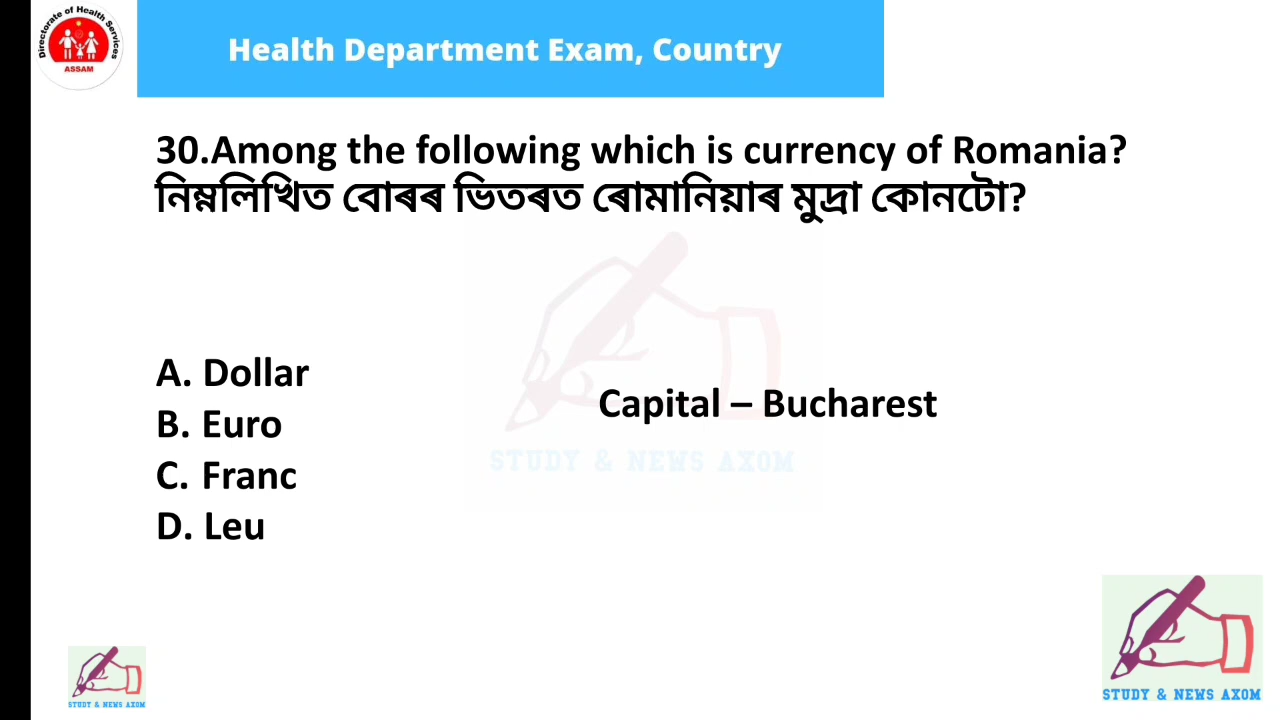 Directorate of Health Services
ASSAM
Health Department Exam, Country
30.Among the following which is currency of Romania?
নিম্নলিখিত বোৰৰ ভিতৰত ৰোমানিয়াৰ মুদ্ৰা কোনটো?
A. Dollar
B. Euro
C. Franc
D. Leu
Capital – Bucharest
STUDY & NEWS AXOM
STUDY & NEWS AXOM
STUDY & NEWS AXOM